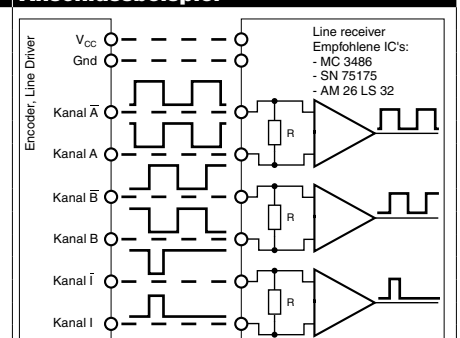 Anschlussbeispiel
Encoder, Line Driver
V_CC
Gnd
Kanal A̅
Kanal A
Kanal B̅
Kanal B
Kanal I̅
Kanal I
Line receiver
Empfohlene IC's:
- MC 3486
- SN 75175
- AM 26 LS 32
R
R
R